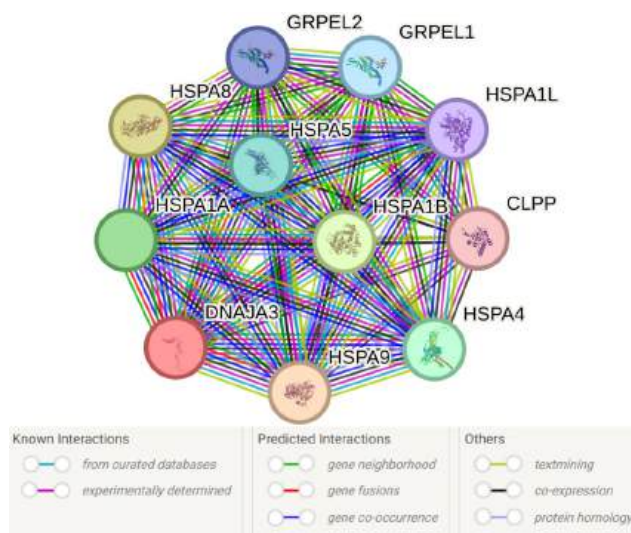 GRPEL2
GRPEL1
HSPA8
HSPA1L
HSPA5
HSPA1A
HSPA1B
CLPP
DNAJA3
HSPA4
HSPA9
Known Interactions
from curated databases
experimentally determined
Predicted Interactions
gene neighborhood
gene fusions
gene co-occurrence
Others
textmining
co-expression
protein homology